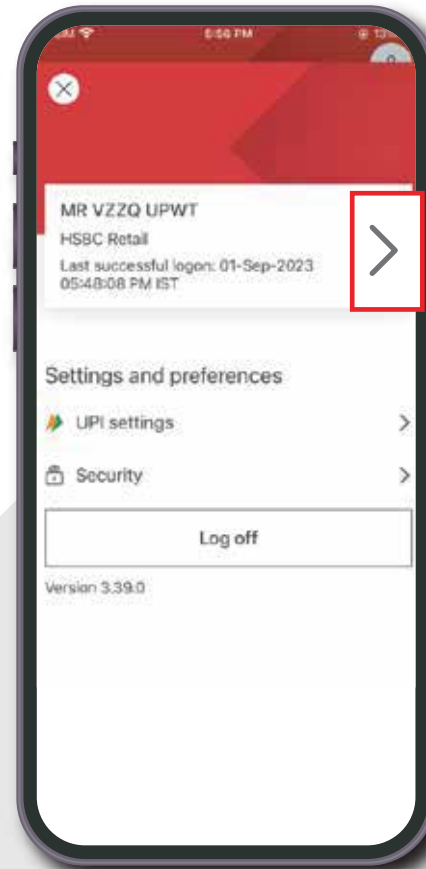 5:56 PM
MR VZZQ UPWT
HSBC Retail
Last successful logon: 01-Sep-2023
05:48:08 PM IST
Settings and preferences
UPI settings
Security
Log off
Version 3.39.0